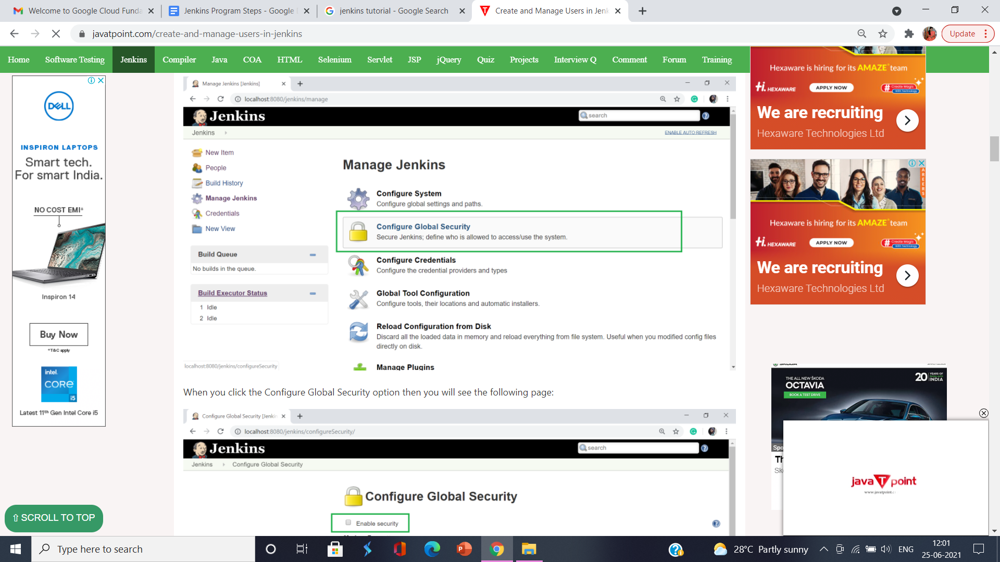 Welcome to Google Cloud Funda
Jenkins Program Steps - Google
jenkins tutorial - Google Search
Create and Manage Users in Jenk
javatpoint.com/create-and-manage-users-in-jenkins
Update
Home
Software Testing
Jenkins
Compiler
Java
COA
HTML
Selenium
Servlet
JSP
jQuery
Quiz
Projects
Interview Q
Comment
Forum
Training
DELL
INSPIRON LAPTOPS
Smart tech.
For smart India.
NO COST EMI*
Inspiron 14
Buy Now
*T&C apply
intel
CORE
i5
Latest 11th Gen Intel Core i5
SCROLL TO TOP
Manage Jenkins [Jenkins]
localhost:8080/jenkins/manage
Jenkins
search
Jenkins
ENABLE AUTO REFRESH
New Item
People
Build History
Manage Jenkins
Credentials
New View
Build Queue
No builds in the queue.
Build Executor Status
1 Idle
2 Idle
Manage Jenkins
Configure System
Configure global settings and paths.
Configure Global Security
Secure Jenkins; define who is allowed to access/use the system.
Configure Credentials
Configure the credential providers and types
Global Tool Configuration
Configure tools, their locations and automatic installers.
Reload Configuration from Disk
Discard all the loaded data in memory and reload everything from file system. Useful when you modified config files
directly on disk.
Manage Plugins
localhost:8080/jenkins/configureSecurity
When you click the Configure Global Security option then you will see the following page:
Configure Global Security [Jenkin
localhost:8080/jenkins/configureSecurity/
Jenkins
search
Jenkins
Configure Global Security
Configure Global Security
Enable security
Hexaware is hiring for its AMAZE* team
Hi. HEXAWARE
APPLY NOW
# Create Magic
With Technology
We are recruiting
Hexaware Technologies Ltd
AREERS
Hexaware is hiring for its AMAZE* team
Hi. HEXAWARE
APPLY NOW
# Create Magic
With Technology
We are recruiting
Hexaware Technologies Ltd
THE ALL NEW ŠKODA
OCTAVIA
BOOK A TEST DRIVE
20 YEARS OF
INDIA
Spo
Th
Sk
java T point
www.javatpoint.c
Type here to search
28°C Partly sunny
ENG
12:01
25-06-2021